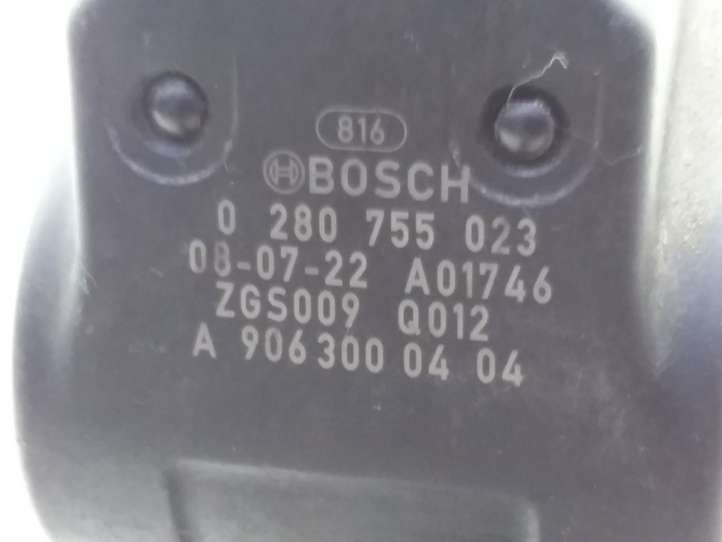 816
BOSCH
0 280 755 023
08-07-22 A01746
ZGS009 Q012
A 906 300 04 04